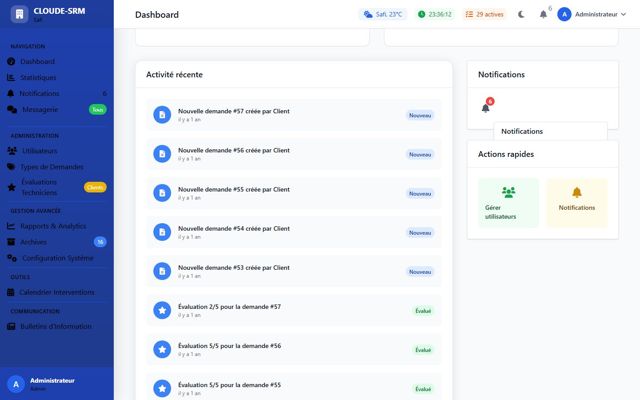 CLOUDE-SRM
Safi
NAVIGATION
Dashboard
Statistiques
Notifications 6
Messagerie Tous
ADMINISTRATION
Utilisateurs
Types de Demandes
Évaluations Techniciens Clients
GESTION AVANCÉE
Rapports & Analytics
Archives 16
Configuration Système
OUTILS
Calendrier Interventions
COMMUNICATION
Bulletins d'Information
A Administrateur
Admin
Dashboard
Safi, 23°C
23:36:12
29 actives
6
A Administrateur
Activité récente
Nouvelle demande #57 créée par Client
il y a 1 an
Nouveau
Nouvelle demande #56 créée par Client
il y a 1 an
Nouveau
Nouvelle demande #55 créée par Client
il y a 1 an
Nouveau
Nouvelle demande #54 créée par Client
il y a 1 an
Nouveau
Nouvelle demande #53 créée par Client
il y a 1 an
Nouveau
Évaluation 2/5 pour la demande #57
il y a 1 an
Évalué
Évaluation 5/5 pour la demande #56
il y a 1 an
Évalué
Évaluation 5/5 pour la demande #55
il y a 1 an
Évalué
Notifications
6
Notifications
Actions rapides
Gérer
utilisateurs
Notifications